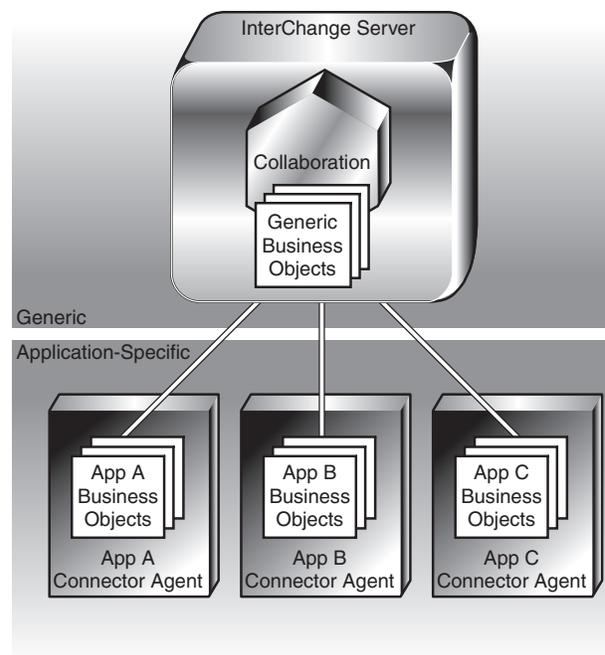 InterChange Server
Collaboration
Generic
Business
Objects
Generic
Application-Specific
App A
Business
Objects
App A
Connector Agent
App B
Business
Objects
App B
Connector Agent
App C
Business
Objects
App C
Connector Agent